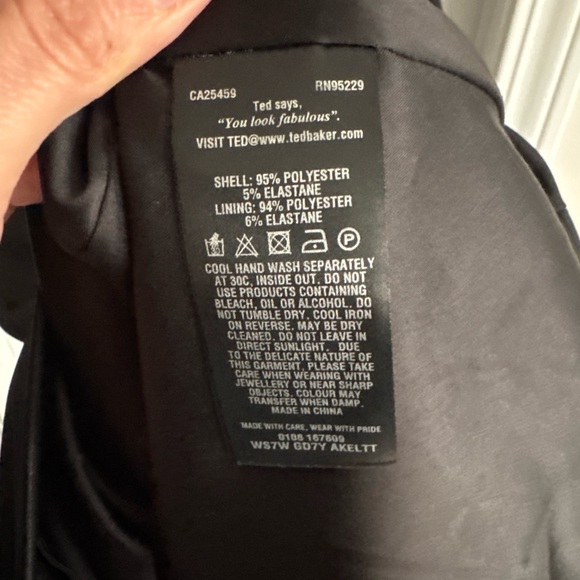 CA25459 RN95229
Ted says,
"You look fabulous".
VISIT TED@www.tedbaker.com
SHELL: 95% POLYESTER
5% ELASTANE
LINING: 94% POLYESTER
6% ELASTANE
P
COOL HAND WASH SEPARATELY
AT 30C, INSIDE OUT. DO NOT
USE PRODUCTS CONTAINING
BLEACH, OIL OR ALCOHOL. DO
NOT TUMBLE DRY. COOL IRON
ON REVERSE. MAY BE DRY
CLEANED. DO NOT LEAVE IN
DIRECT SUNLIGHT. DUE
TO THE DELICATE NATURE OF
THIS GARMENT, PLEASE TAKE
CARE WHEN WEARING WITH
JEWELLERY OR NEAR SHARP
OBJECTS. COLOUR MAY
TRANSFER WHEN DAMP.
MADE IN CHINA
MADE WITH CARE, WEAR WITH PRIDE
0108 167609
WS7W GD7Y AKELTT